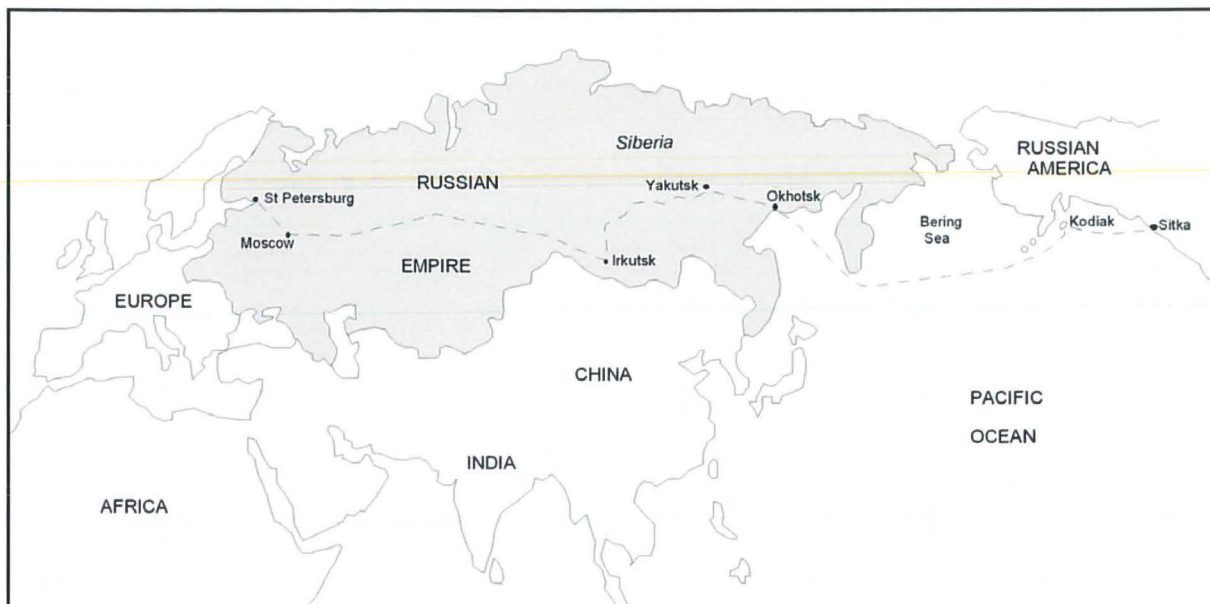 Siberia
RUSSIAN
AMERICA
RUSSIAN
Yakutsk
St Petersburg
Okhotsk
Moscow
Bering
Sea
Kodiak
Sitka
EMPIRE
Irkutsk
EUROPE
CHINA
PACIFIC
OCEAN
INDIA
AFRICA